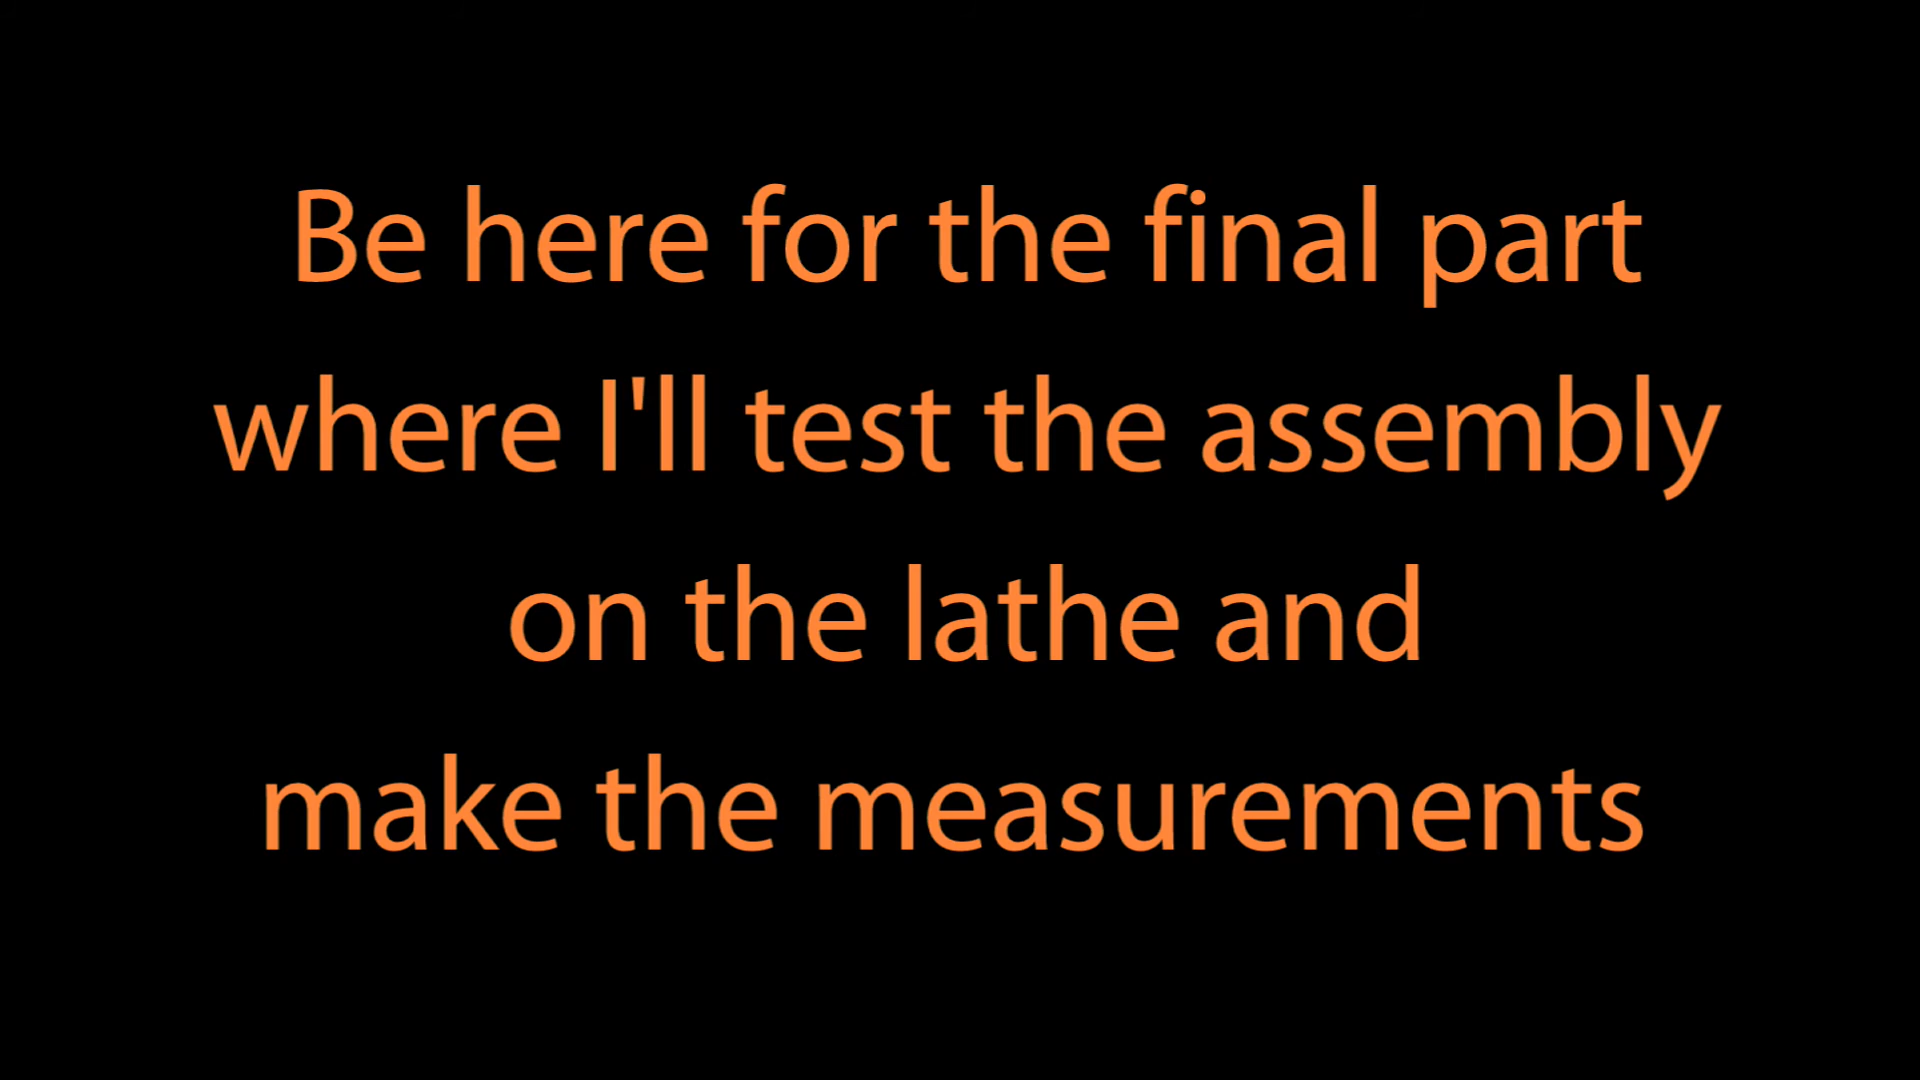 Be here for the final part
where I'll test the assembly
on the lathe and
make the measurements